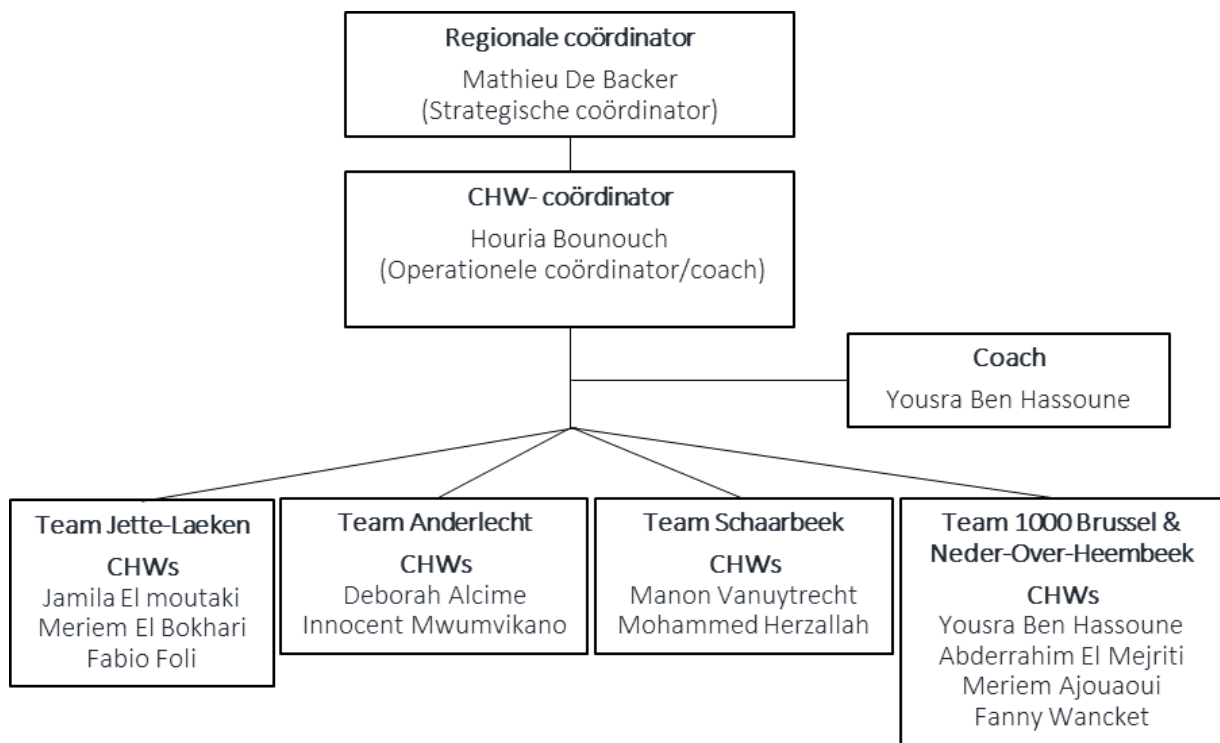 Regionale coördinator
Mathieu De Backer
(Strategische coördinator)
CHW- coördinator
Houria Bounouch
(Operationele coördinator/coach)
Coach
Yousra Ben Hassoune
Team Jette-Laeken
CHWs
Jamila El moutaki
Meriem El Bokhari
Fabio Foli
Team Anderlecht
CHWs
Deborah Alcime
Innocent Mwumvikano
Team Schaarbeek
CHWs
Manon Vanuytrecht
Mohammed Herzallah
Team 1000 Brussel &
Neder-Over-Heembeek
CHWs
Yousra Ben Hassoune
Abderrahim El Mejriti
Meriem Ajouaoui
Fanny Wancket